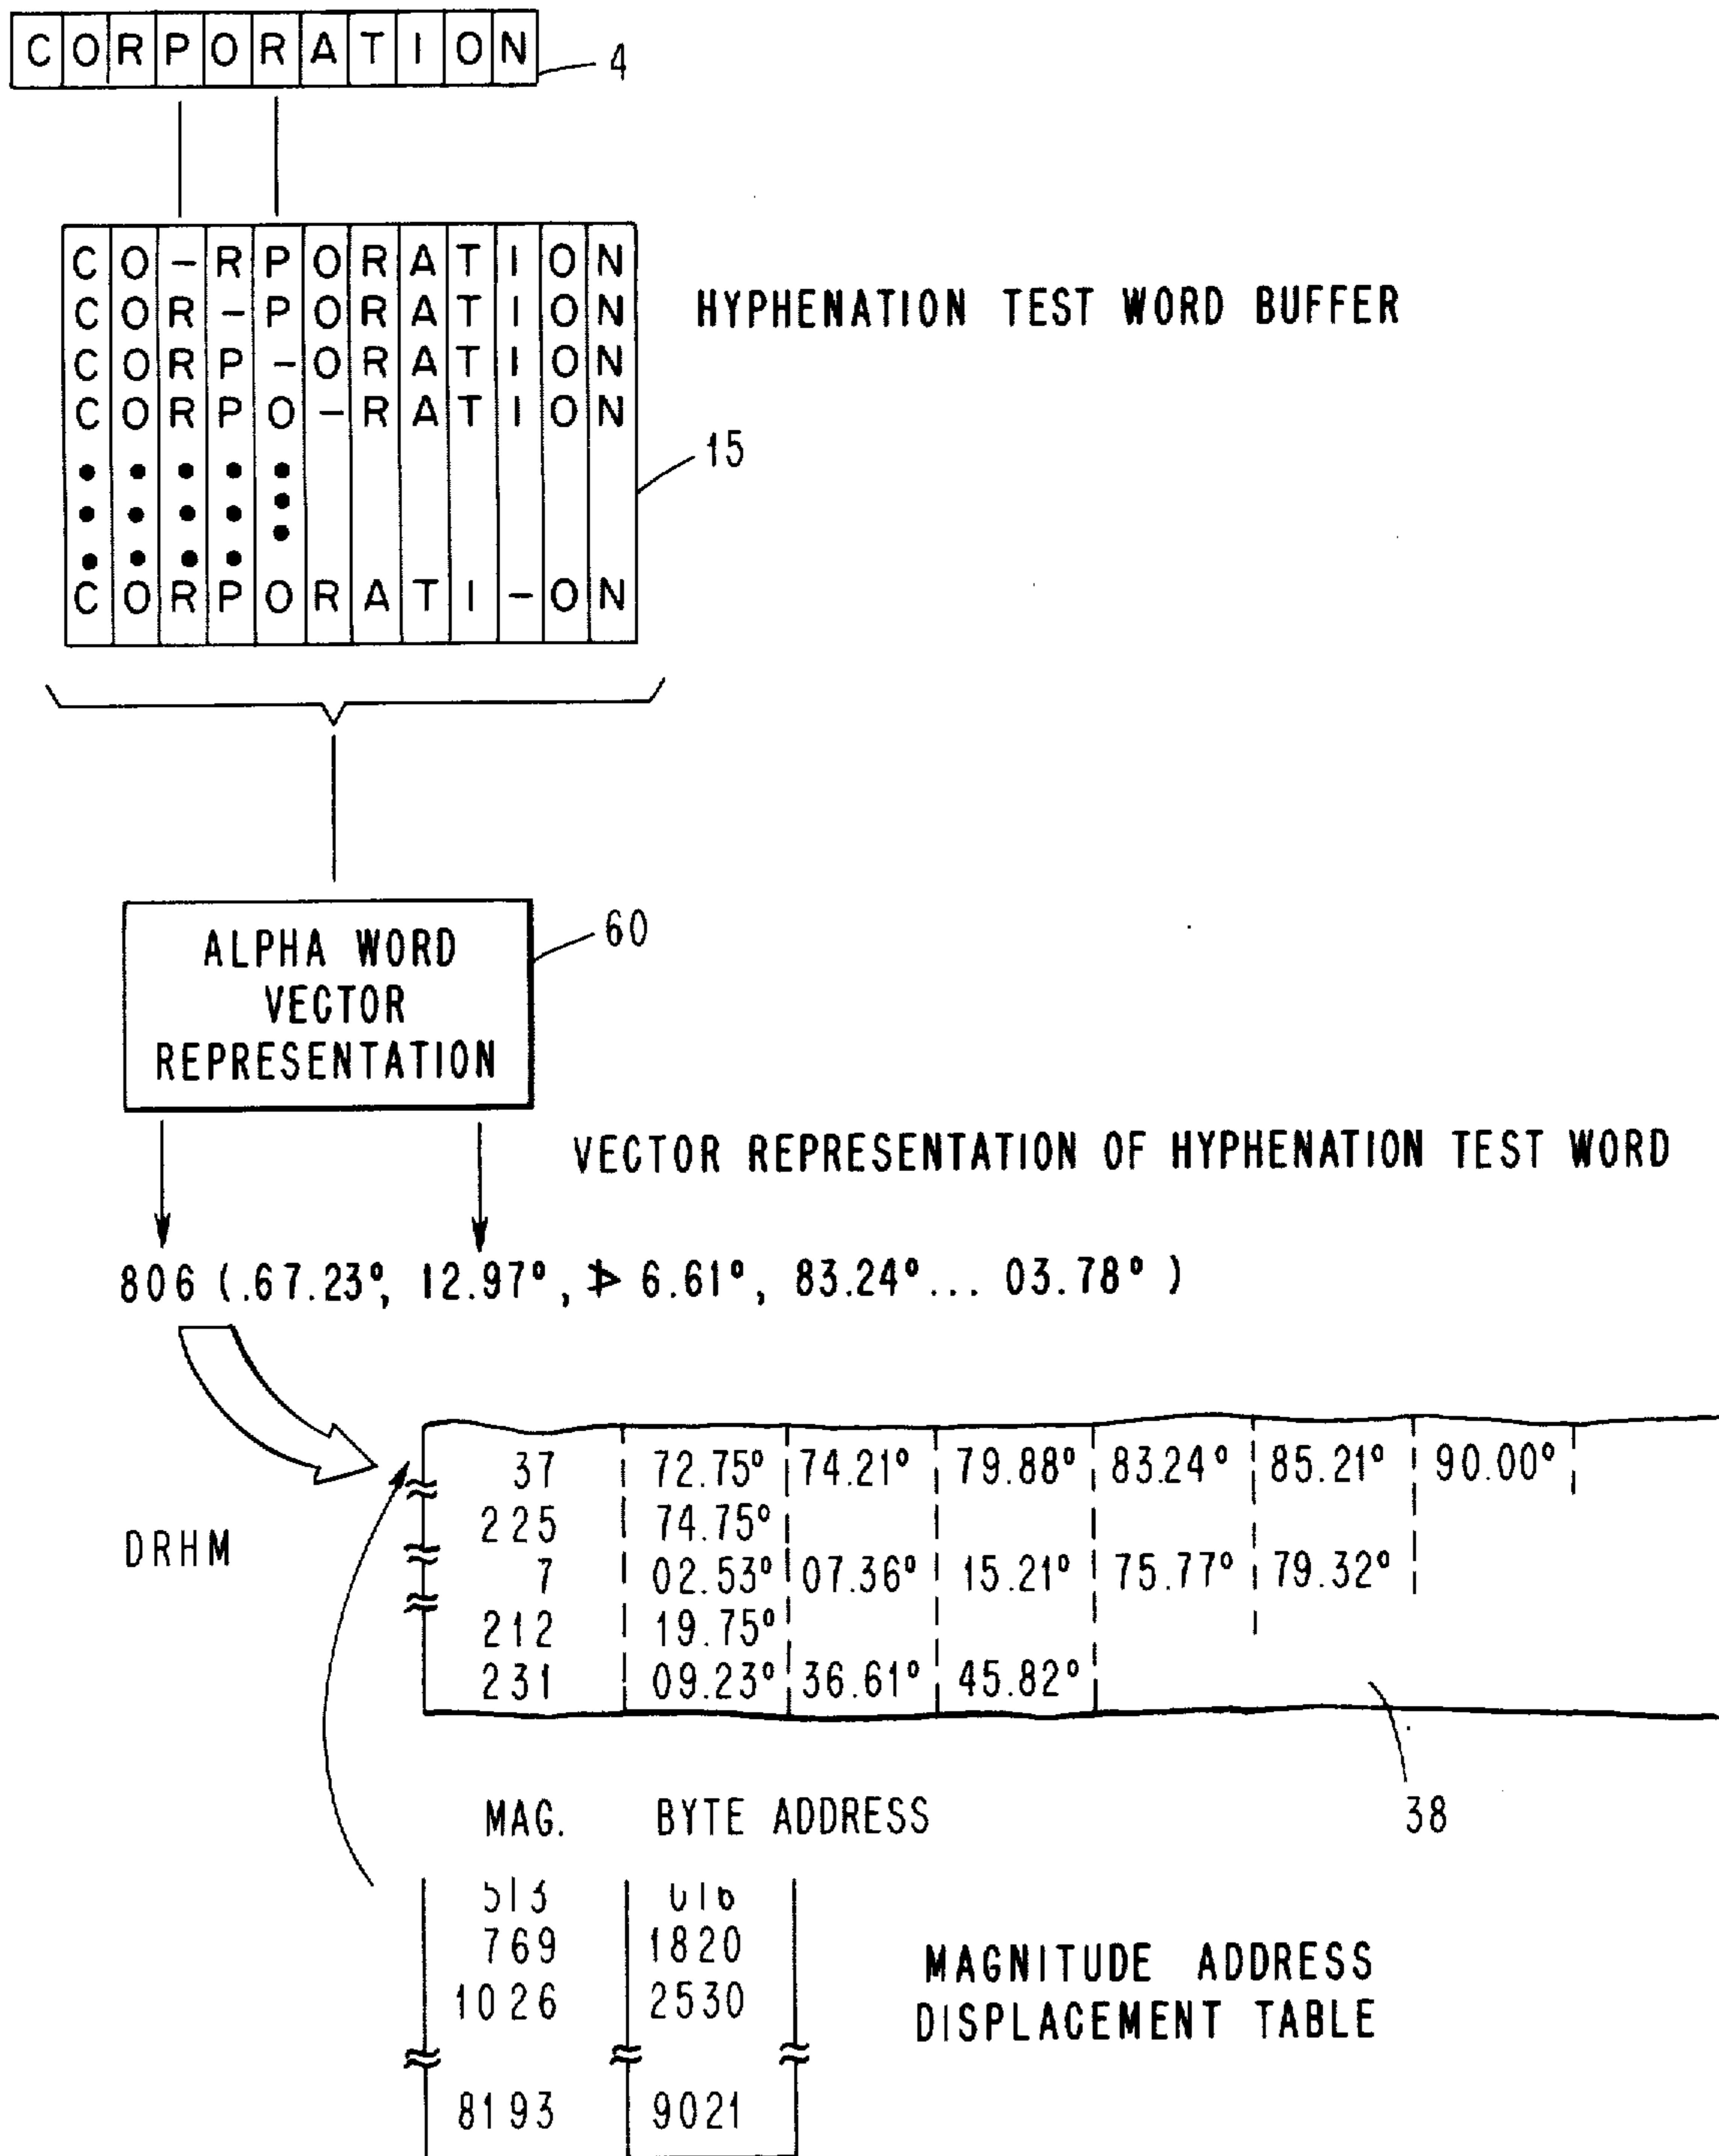 CORPORATION
4
CO-RPORATION
COR-PORATION
CORP-ORATION
CORPO-RATION
CORPORATI-ON
HYPHENATION TEST WORD BUFFER
15
ALPHA WORD
VECTOR
REPRESENTATION
60
VECTOR REPRESENTATION OF HYPHENATION TEST WORD
806 (.67.23°, 12.97°, 6.61°, 83.24°... 03.78° )
DRHM
37 72.75° 74.21° 79.88° 83.24° 85.21° 90.00°
225 74.75°
7 02.53° 07.36° 15.21° 75.77° 79.32°
212 19.75°
231 09.23° 36.61° 45.82°
38
MAG. BYTE ADDRESS
513
769 1820
1026 2530
8193 9021
MAGNITUDE ADDRESS
DISPLACEMENT TABLE